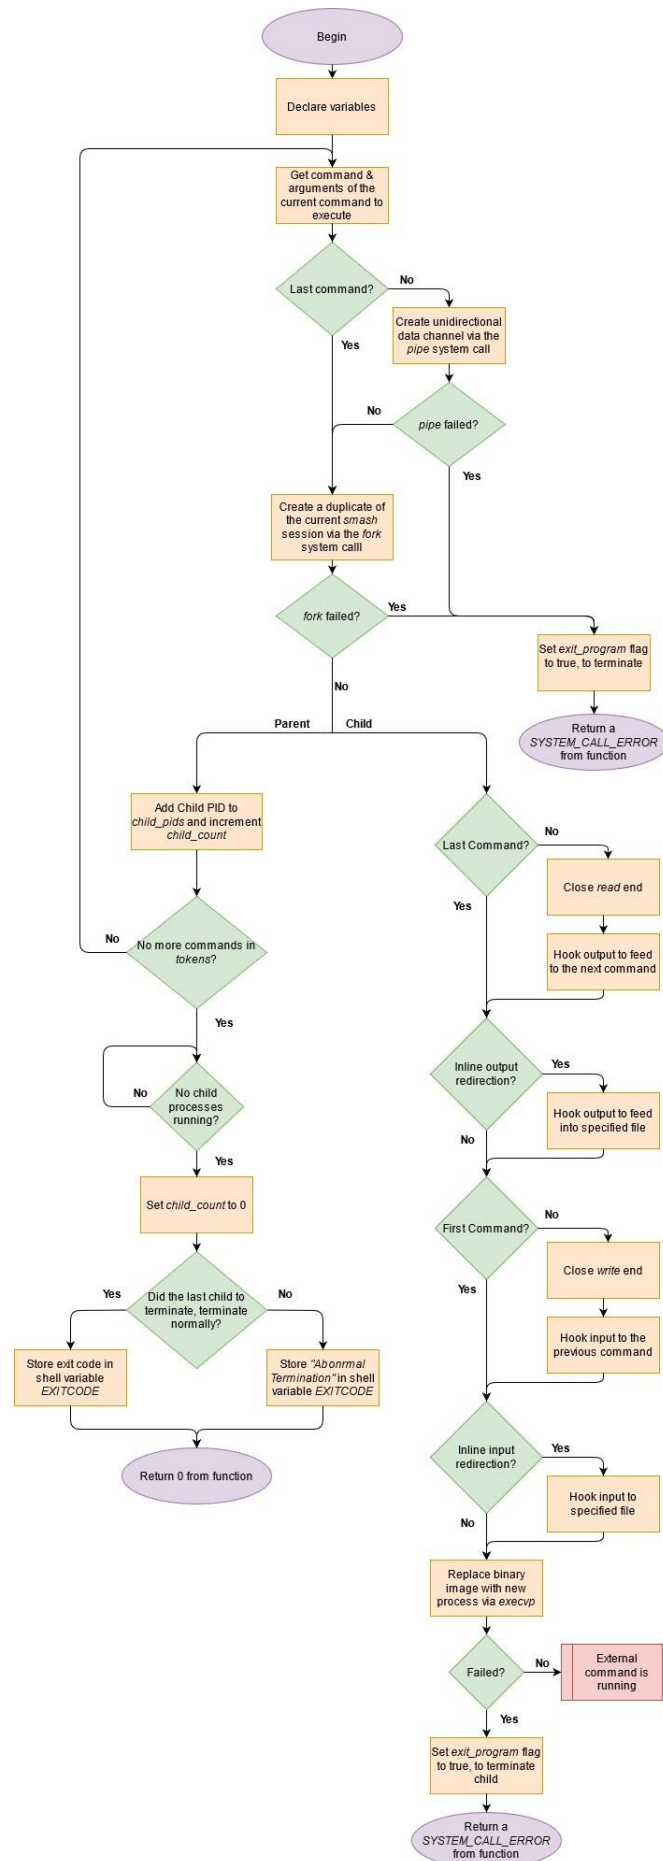 Begin
Declare variables
Get command &
arguments of the
current command to
execute
Last command?
No
Yes
Create unidirectional
data channel via the
pipe system call
No
pipe failed?
Yes
Create a duplicate of
the current smash
session via the fork
system calll
fork failed?
Yes
No
Set exit_program flag
to true, to terminate
Return a
SYSTEM_CALL_ERROR
from function
Parent
Child
Add Child PID to
child_pids and increment
child_count
No
No more commands in
tokens?
Yes
No
No child
processes
running?
Yes
Set child_count to 0
Yes
Did the last child to
terminate, terminate
normally?
No
Store exit code in
shell variable
EXITCODE
Store "Abonrmal
Termination" in shell
variable EXITCODE
Return 0 from function
Last Command?
No
Yes
Close read end
Hook output to feed
to the next command
Inline output
redirection?
Yes
No
Hook output to feed
into specified file
First Command?
No
Yes
Close write end
Hook input to the
previous command
Inline input
redirection?
Yes
No
Hook input to
specified file
Replace binary
image with new
process via execvp
Failed?
No
Yes
External
command is
running
Set exit_program flag
to true, to terminate
child
Return a
SYSTEM_CALL_ERROR
from function